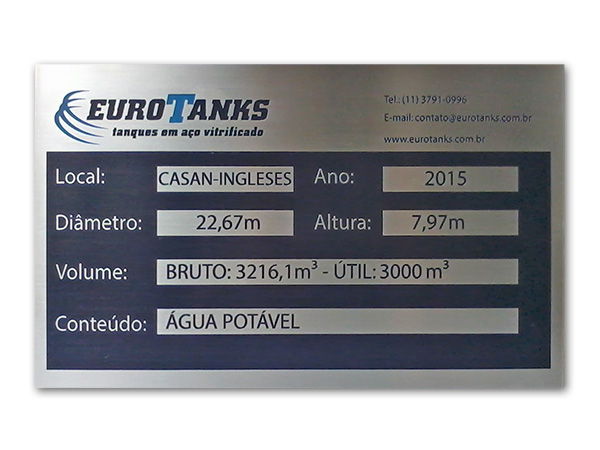 EUROTANKS
tanques em aço vitrificado
Tel.: (11) 3791-0996
E-mail: contato@eurotanks.com.br
www.eurotanks.com.br
Local: CASAN-INGLESES Ano: 2015
Diâmetro: 22,67m Altura: 7,97m
Volume: BRUTO: 3216,1m³ - ÚTIL: 3000 m³
Conteúdo: ÁGUA POTÁVEL